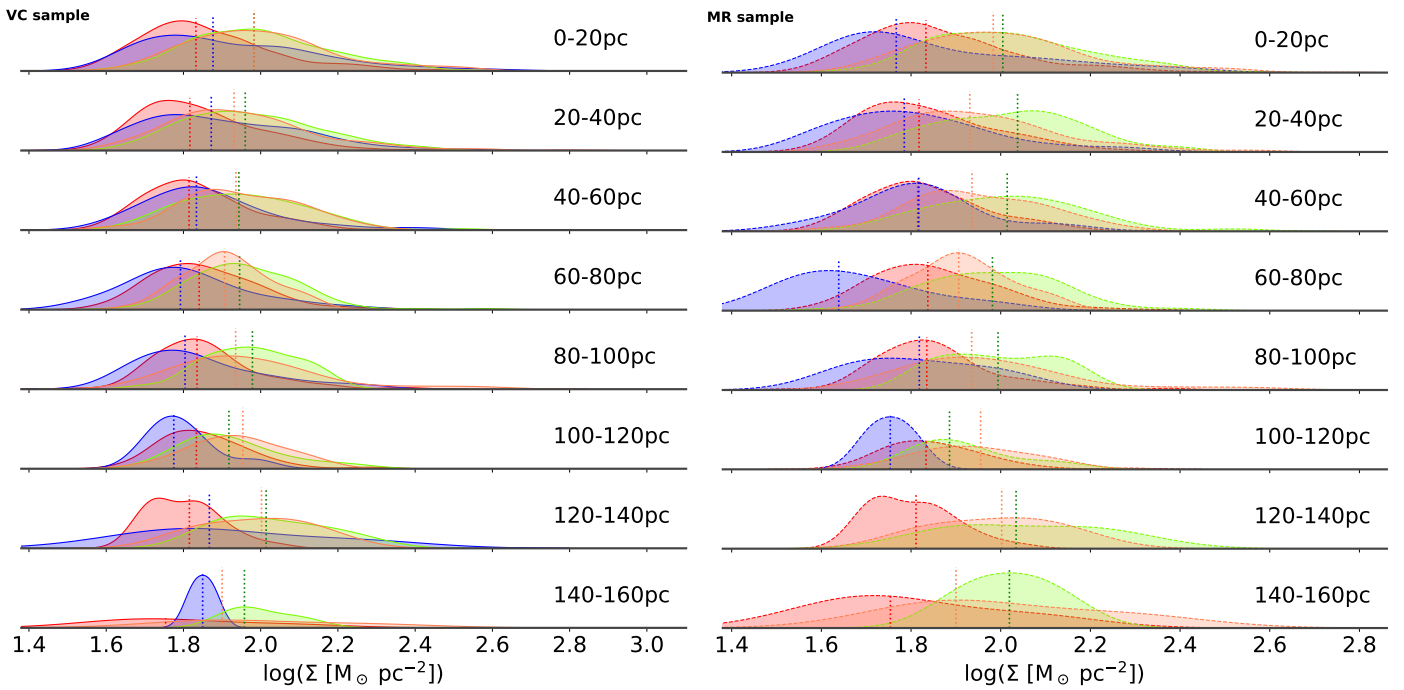 VC sample
0-20pc
20-40pc
40-60pc
60-80pc
80-100pc
100-120pc
120-140pc
140-160pc
1.4 1.6 1.8 2.0 2.2 2.4 2.6 2.8 3.0
log(Σ [M⊙ pc⁻²])
MR sample
0-20pc
20-40pc
40-60pc
60-80pc
80-100pc
100-120pc
120-140pc
140-160pc
1.4 1.6 1.8 2.0 2.2 2.4 2.6 2.8
log(Σ [M⊙ pc⁻²])